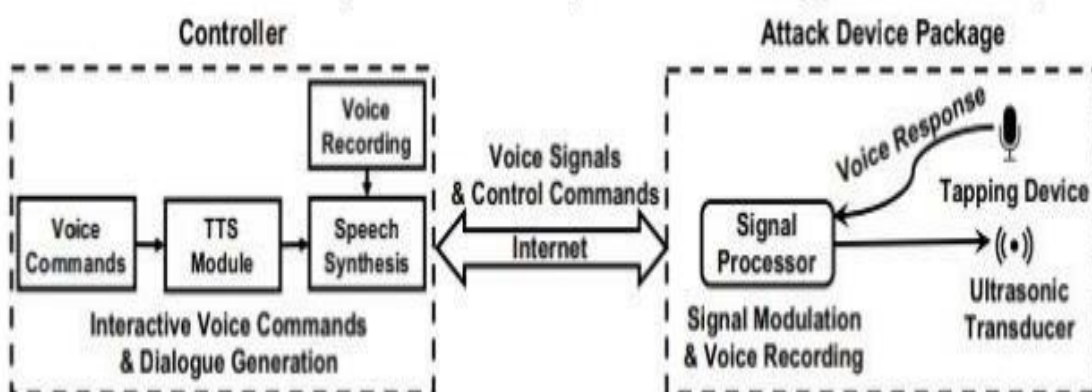 Controller
Attack Device Package
Voice
Recording
Voice
Commands
TTS
Module
Speech
Synthesis
Interactive Voice Commands
& Dialogue Generation
Voice Signals
& Control Commands
Internet
Voice Response
Tapping Device
Signal
Processor
Ultrasonic
Transducer
Signal Modulation
& Voice Recording